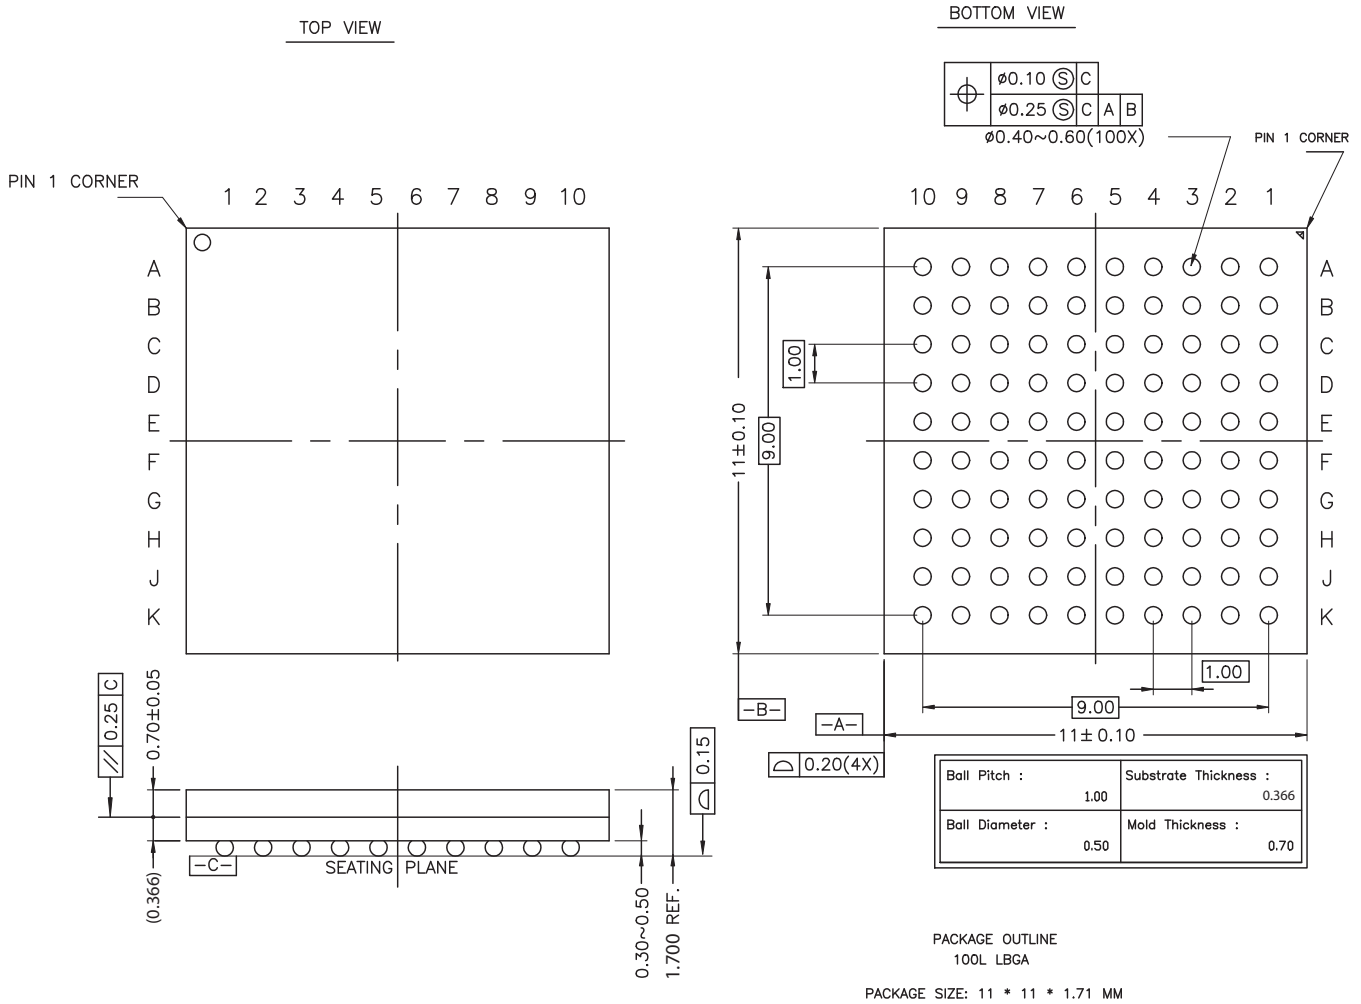 TOP VIEW
BOTTOM VIEW
⌀0.10 Ⓢ C
⌀0.25 Ⓢ C A B
⌀0.40~0.60(100X)
PIN 1 CORNER
PIN 1 CORNER
1 2 3 4 5 6 7 8 9 10
10 9 8 7 6 5 4 3 2 1
A
B
C
D
E
F
G
H
J
K
11±0.10
9.00
1.00
A
B
C
D
E
F
G
H
J
K
1.00
9.00
11±0.10
-B-
-A-
0.20(4X)
// 0.25 C
0.70±0.05
(0.366)
0.15
-C-
SEATING PLANE
0.30~0.50
1.700 REF.
Ball Pitch :
1.00
Substrate Thickness :
0.366
Ball Diameter :
0.50
Mold Thickness :
0.70
PACKAGE OUTLINE
100L LBGA
PACKAGE SIZE: 11 * 11 * 1.71 MM